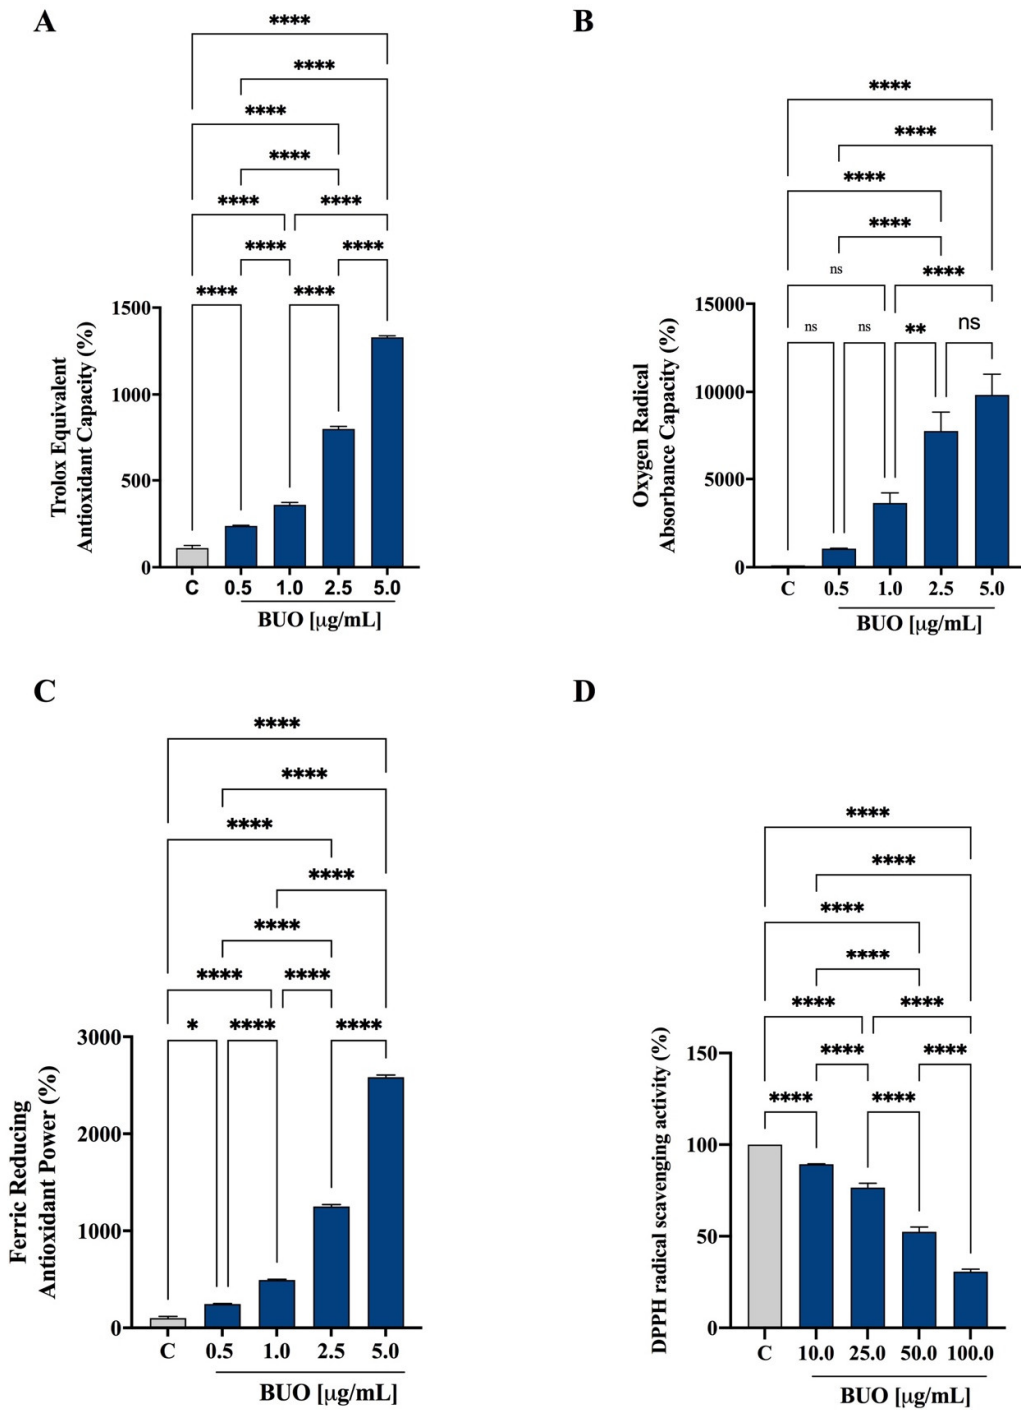 A
****
****
****
****
**** ****
**** ****
**** ****
1500
1000
500
0
Trolox Equivalent
Antioxidant Capacity (%)
C 0.5 1.0 2.5 5.0
BUO [μg/mL]
B
****
****
****
****
ns ****
ns ns ** ns
15000
10000
5000
0
Oxygen Radical
Absorbance Capacity (%)
C 0.5 1.0 2.5 5.0
BUO [μg/mL]
C
****
****
****
****
****
**** ****
* **** ****
3000
2000
1000
0
Ferric Reducing
Antioxidant Power (%)
C 0.5 1.0 2.5 5.0
BUO [μg/mL]
D
****
****
****
****
**** ****
**** ****
**** ****
150
100
50
0
DPPH radical scavenging activity (%)
C 10.0 25.0 50.0 100.0
BUO [μg/mL]